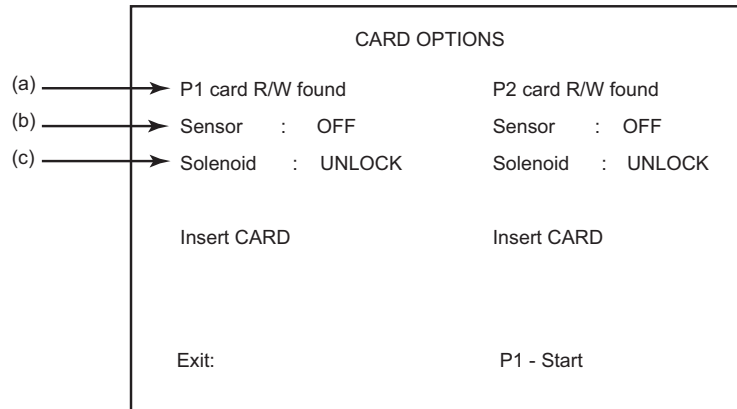 CARD OPTIONS
(a) P1 card R/W found P2 card R/W found
(b) Sensor : OFF Sensor : OFF
(c) Solenoid : UNLOCK Solenoid : UNLOCK
Insert CARD Insert CARD
Exit: P1 - Start